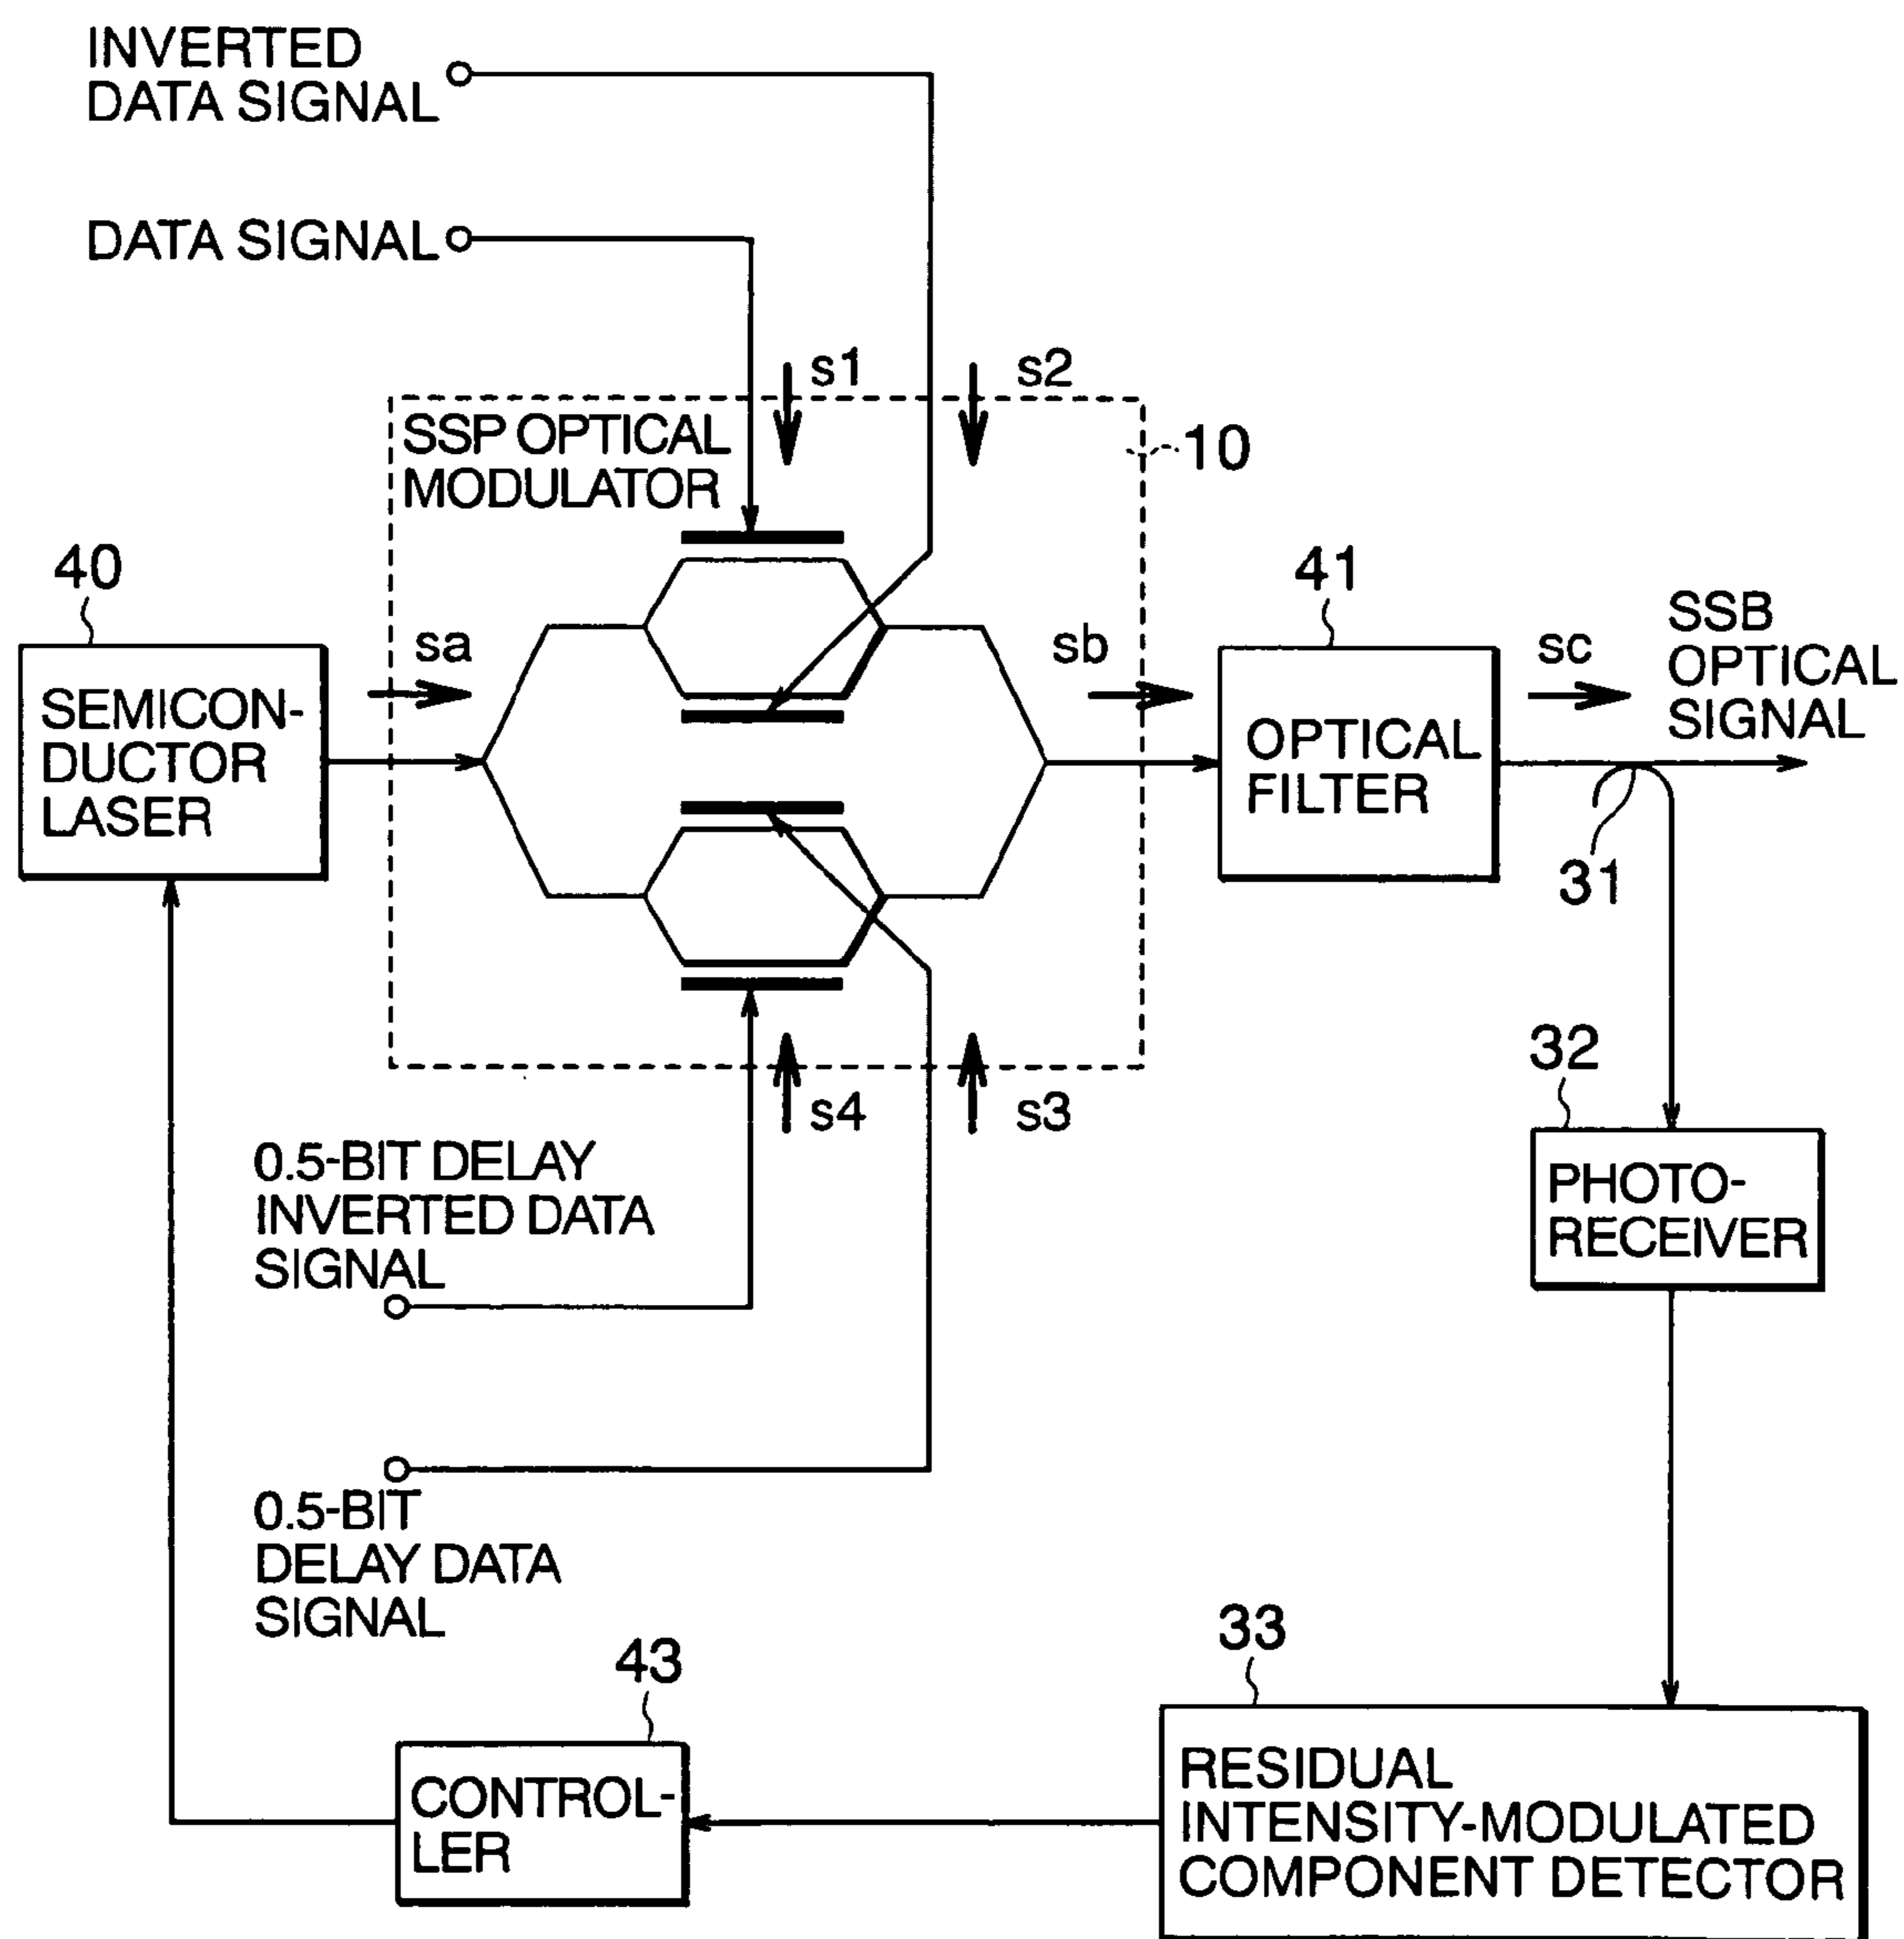 INVERTED
DATA SIGNAL
DATA SIGNAL
s1
s2
SSP OPTICAL
MODULATOR
10
40
41
sa
sb
sc
SSB
OPTICAL
SIGNAL
SEMICON-
DUCTOR
LASER
OPTICAL
FILTER
31
32
s4
s3
0.5-BIT DELAY
INVERTED DATA
SIGNAL
PHOTO-
RECEIVER
0.5-BIT
DELAY DATA
SIGNAL
33
43
CONTROL-
LER
RESIDUAL
INTENSITY-MODULATED
COMPONENT DETECTOR